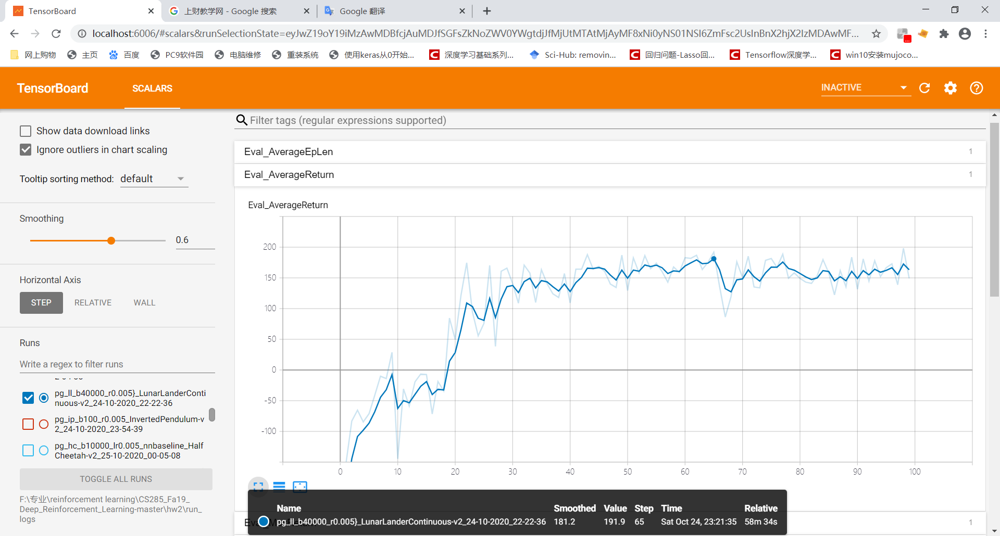 TensorBoard
上财教学网 - Google 搜索
Google 翻译
localhost:6006/#scalars&runSelectionState=eyJwZ19oY19iMzAwMDBfcjAuMDJfSGFsZkNoZWV0YWgtdjJfMjUtMTAtMjAyMF8xNi0yNS01NSI6ZmFsc2UsInBnX2hjX2IzMDAwMF...
网上购物
主页
百度
PC9软件园
电脑维修
重装系统
使用keras从0开始...
深度学习基础系列...
Sci-Hub: removin...
回归问题-Lasso回...
Tensorflow深度学...
win10安装mujoco...
TensorBoard
SCALARS
INACTIVE
Show data download links
Ignore outliers in chart scaling
Tooltip sorting method: default
Smoothing
0.6
Horizontal Axis
STEP RELATIVE WALL
Runs
Write a regex to filter runs
pg_ll_b40000_r0.005}_LunarLanderConti
nuous-v2_24-10-2020_22-22-36
pg_ip_b100_r0.005_InvertedPendulum-v
2_24-10-2020_23-54-39
pg_hc_b10000_lr0.005_nnbaseline_Half
Cheetah-v2_25-10-2020_00-05-08
TOGGLE ALL RUNS
F:\专业\reinforcement learning\CS285_Fa19_
Deep_Reinforcement_Learning-master\hw2\run_
logs
Filter tags (regular expressions supported)
Eval_AverageEpLen 1
Eval_AverageReturn 1
Eval_AverageReturn
200
150
100
50
0
-50
-100
0 10 20 30 40 50 60 70 80 90 100
Name Smoothed Value Step Time Relative
pg_ll_b40000_r0.005}_LunarLanderContinuous-v2_24-10-2020_22-22-36 181.2 191.9 65 Sat Oct 24, 23:21:35 58m 34s
1